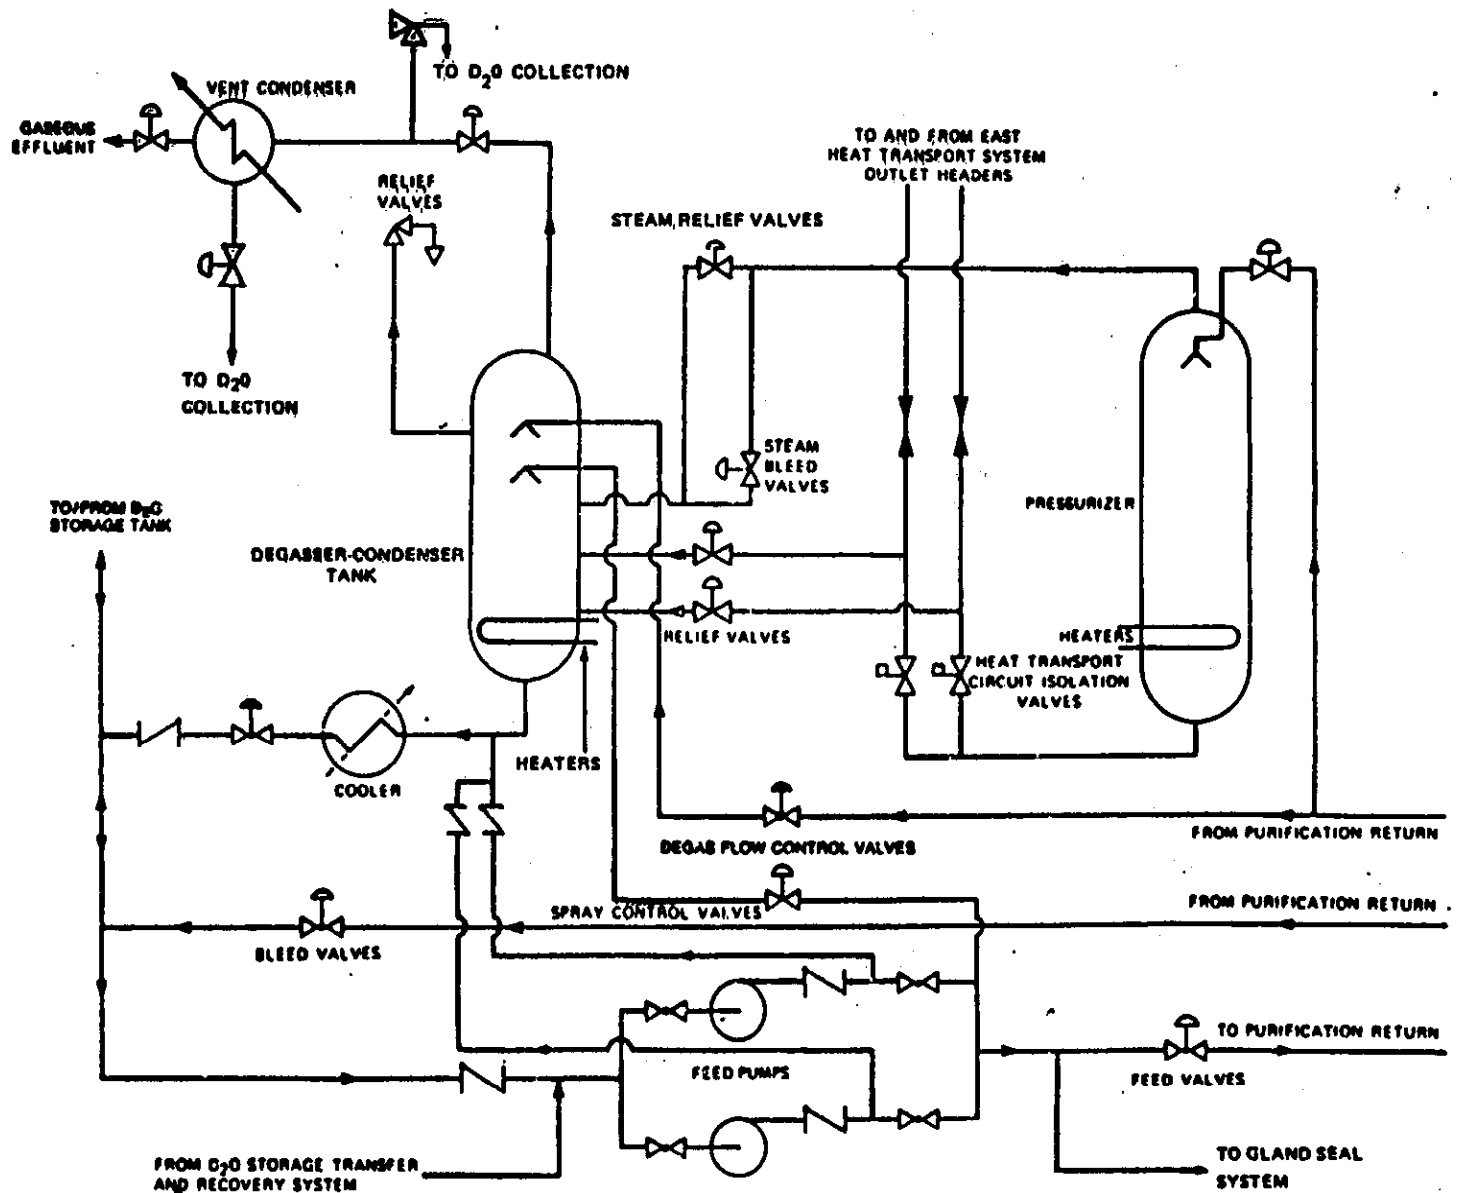 TO D2O COLLECTION
VENT CONDENSER
GASEOUS
EFFLUENT
TO AND FROM EAST
HEAT TRANSPORT SYSTEM
OUTLET HEADERS
RELIEF
VALVES
STEAM RELIEF VALVES
TO D2O
COLLECTION
STEAM
BLEED
VALVES
PRESSURIZER
TO/FROM D2O
STORAGE TANK
DEGASSER-CONDENSER
TANK
RELIEF VALVES
HEATERS
HEAT TRANSPORT
CIRCUIT ISOLATION
VALVES
HEATERS
COOLER
FROM PURIFICATION RETURN
DEGAS FLOW CONTROL VALVES
SPRAY CONTROL VALVES
FROM PURIFICATION RETURN
BLEED VALVES
TO PURIFICATION RETURN
FEED PUMPS
FEED VALVES
FROM D2O STORAGE TRANSFER
AND RECOVERY SYSTEM
TO GLAND SEAL
SYSTEM